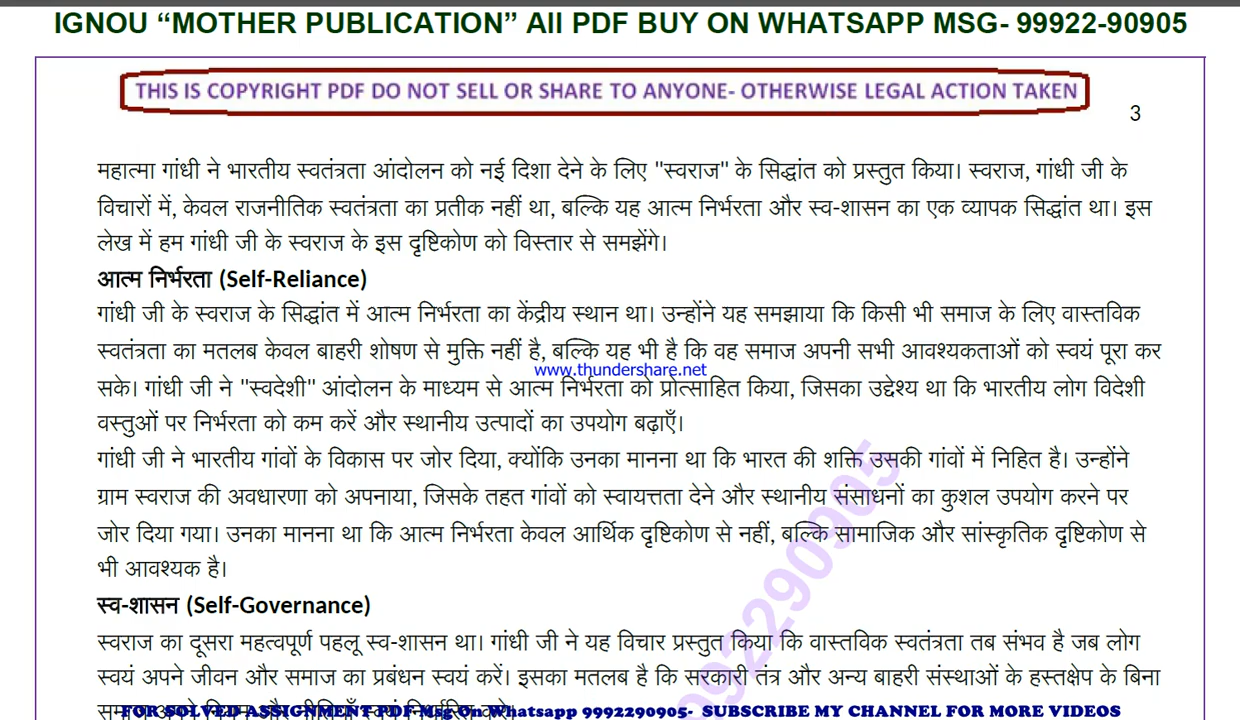 IGNOU “MOTHER PUBLICATION” All PDF BUY ON WHATSAPP MSG- 99922-90905
THIS IS COPYRIGHT PDF DO NOT SELL OR SHARE TO ANYONE- OTHERWISE LEGAL ACTION TAKEN
3
महात्मा गांधी ने भारतीय स्वतंत्रता आंदोलन को नई दिशा देने के लिए "स्वराज" के सिद्धांत को प्रस्तुत किया। स्वराज, गांधी जी के
विचारों में, केवल राजनीतिक स्वतंत्रता का प्रतीक नहीं था, बल्कि यह आत्म निर्भरता और स्व-शासन का एक व्यापक सिद्धांत था। इस
लेख में हम गांधी जी के स्वराज के इस दृष्टिकोण को विस्तार से समझेंगे।
आत्म निर्भरता (Self-Reliance)
गांधी जी के स्वराज के सिद्धांत में आत्म निर्भरता का केंद्रीय स्थान था। उन्होंने यह समझाया कि किसी भी समाज के लिए वास्तविक
स्वतंत्रता का मतलब केवल बाहरी शोषण से मुक्ति नहीं है, बल्कि यह भी है कि वह समाज अपनी सभी आवश्यकताओं को स्वयं पूरा कर
www.thundershare.net
सके। गांधी जी ने "स्वदेशी" आंदोलन के माध्यम से आत्म निर्भरता को प्रोत्साहित किया, जिसका उद्देश्य था कि भारतीय लोग विदेशी
वस्तुओं पर निर्भरता को कम करें और स्थानीय उत्पादों का उपयोग बढ़ाएँ।
गांधी जी ने भारतीय गांवों के विकास पर जोर दिया, क्योंकि उनका मानना था कि भारत की शक्ति उसकी गांवों में निहित है। उन्होंने
ग्राम स्वराज की अवधारणा को अपनाया, जिसके तहत गांवों को स्वायत्तता देने और स्थानीय संसाधनों का कुशल उपयोग करने पर
जोर दिया गया। उनका मानना था कि आत्म निर्भरता केवल आर्थिक दृष्टिकोण से नहीं, बल्कि सामाजिक और सांस्कृतिक दृष्टिकोण से
भी आवश्यक है।
स्व-शासन (Self-Governance)
स्वराज का दूसरा महत्वपूर्ण पहलू स्व-शासन था। गांधी जी ने यह विचार प्रस्तुत किया कि वास्तविक स्वतंत्रता तब संभव है जब लोग
स्वयं अपने जीवन और समाज का प्रबंधन स्वयं करें। इसका मतलब है कि सरकारी तंत्र और अन्य बाहरी संस्थाओं के हस्तक्षेप के बिना
FOR SOLVED ASSIGNMENT PDF Msg On Whatsapp 9992290905- SUBSCRIBE MY CHANNEL FOR MORE VIDEOS